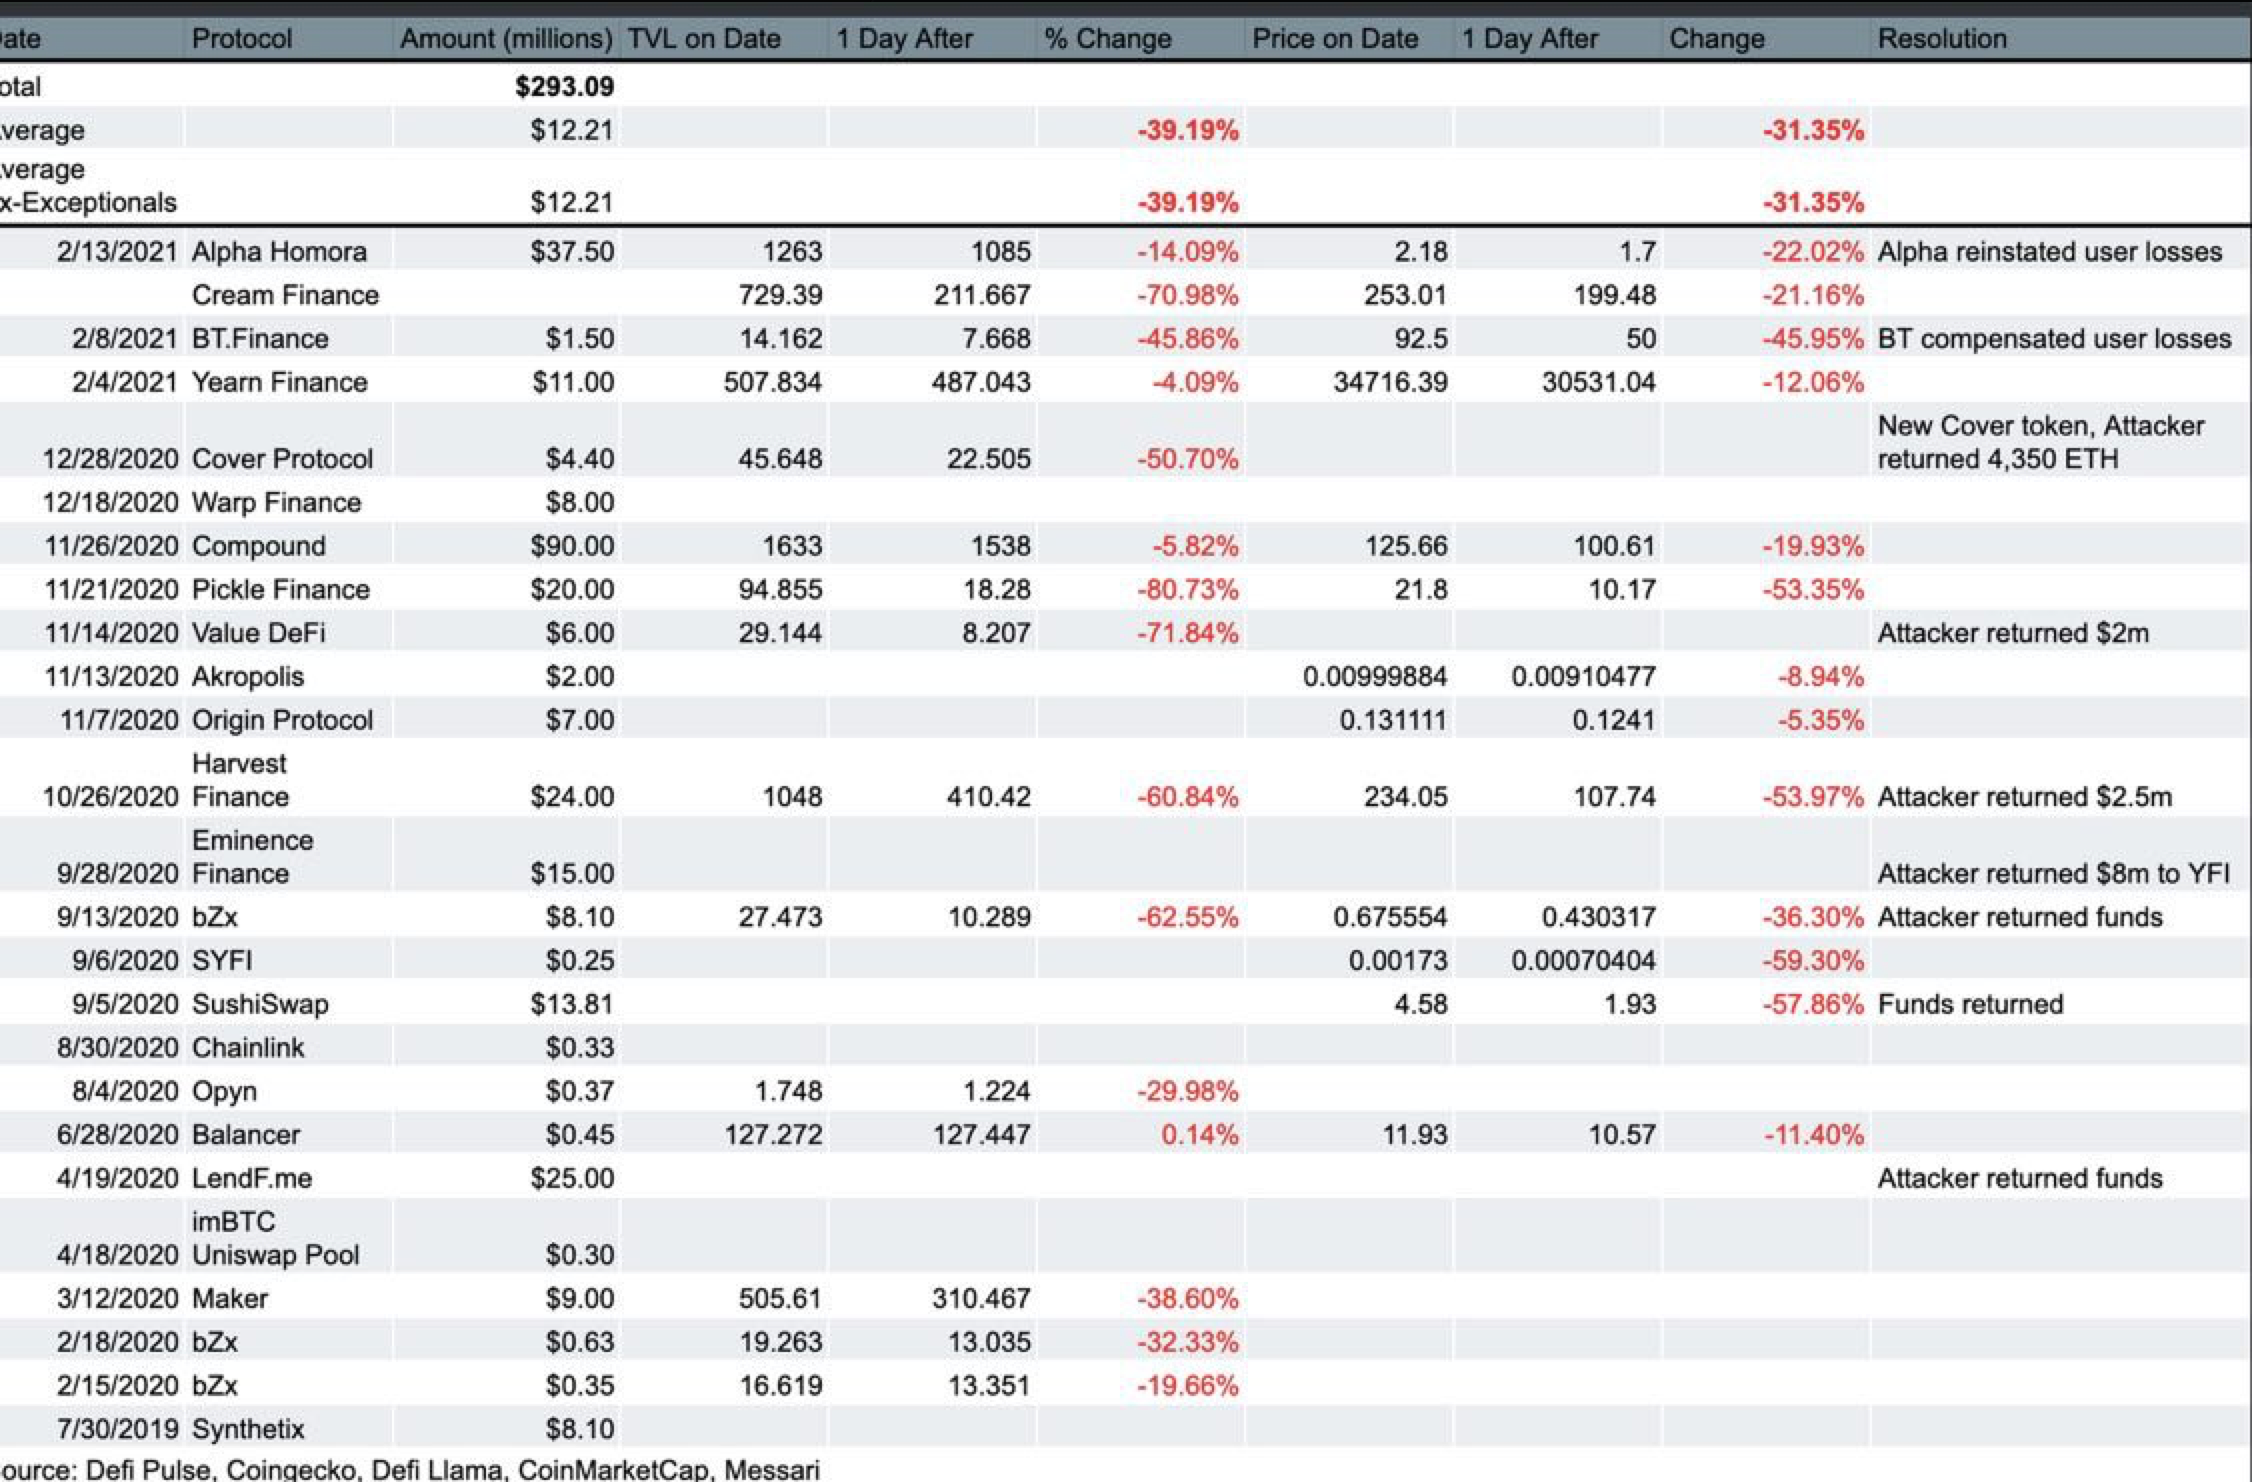 ate Protocol Amount (millions) TVL on Date 1 Day After % Change Price on Date 1 Day After Change Resolution
otal $293.09
verage $12.21 -39.19% -31.35%
verage
x-Exceptionals $12.21 -39.19% -31.35%
2/13/2021 Alpha Homora $37.50 1263 1085 -14.09% 2.18 1.7 -22.02% Alpha reinstated user losses
Cream Finance 729.39 211.667 -70.98% 253.01 199.48 -21.16%
2/8/2021 BT.Finance $1.50 14.162 7.668 -45.86% 92.5 50 -45.95% BT compensated user losses
2/4/2021 Yearn Finance $11.00 507.834 487.043 -4.09% 34716.39 30531.04 -12.06%
New Cover token, Attacker
12/28/2020 Cover Protocol $4.40 45.648 22.505 -50.70% returned 4,350 ETH
12/18/2020 Warp Finance $8.00
11/26/2020 Compound $90.00 1633 1538 -5.82% 125.66 100.61 -19.93%
11/21/2020 Pickle Finance $20.00 94.855 18.28 -80.73% 21.8 10.17 -53.35%
11/14/2020 Value DeFi $6.00 29.144 8.207 -71.84% Attacker returned $2m
11/13/2020 Akropolis $2.00 0.00999884 0.00910477 -8.94%
11/7/2020 Origin Protocol $7.00 0.131111 0.1241 -5.35%
Harvest
10/26/2020 Finance $24.00 1048 410.42 -60.84% 234.05 107.74 -53.97% Attacker returned $2.5m
Eminence
9/28/2020 Finance $15.00 Attacker returned $8m to YFI
9/13/2020 bZx $8.10 27.473 10.289 -62.55% 0.675554 0.430317 -36.30% Attacker returned funds
9/6/2020 SYFI $0.25 0.00173 0.00070404 -59.30%
9/5/2020 SushiSwap $13.81 4.58 1.93 -57.86% Funds returned
8/30/2020 Chainlink $0.33
8/4/2020 Opyn $0.37 1.748 1.224 -29.98%
6/28/2020 Balancer $0.45 127.272 127.447 0.14% 11.93 10.57 -11.40%
4/19/2020 LendF.me $25.00 Attacker returned funds
imBTC
4/18/2020 Uniswap Pool $0.30
3/12/2020 Maker $9.00 505.61 310.467 -38.60%
2/18/2020 bZx $0.63 19.263 13.035 -32.33%
2/15/2020 bZx $0.35 16.619 13.351 -19.66%
7/30/2019 Synthetix $8.10
ource: Defi Pulse, Coingecko, Defi Llama, CoinMarketCap, Messari